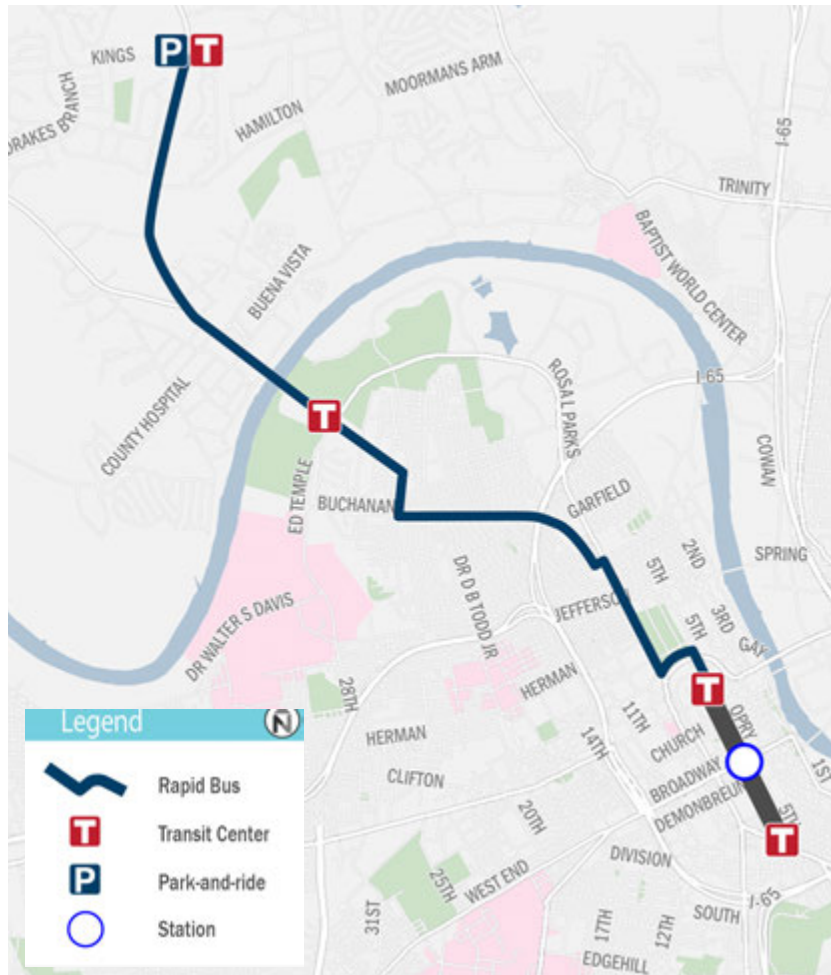 KINGS
P
T
MOORMANS ARM
DRAKES BRANCH
HAMILTON
I-65
TRINITY
BAPTIST WORLD CENTER
BUENA VISTA
ROSA L PARKS
I-65
COUNTY HOSPITAL
T
COWAN
ED TEMPLE
BUCHANAN
GARFIELD
2ND
SPRING
5TH
DR D B TODD JR
JEFFERSON
DR WALTER S DAVIS
3RD
5TH
GAY
28TH
HERMAN
T
11TH
OPRY
Legend
N
HERMAN
14TH
CHURCH
1ST
Rapid Bus
CLIFTON
BROADWAY
DEMONBREUN
T
Transit Center
20TH
5TH
T
DIVISION
P
Park-and-ride
25TH
WEST END
I-65
31ST
SOUTH
Station
17TH
12TH
EDGEHILL